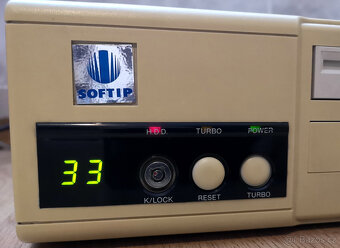 SOFTIP
H.D.D TURBO POWER
33
K/LOCK RESET TURBO